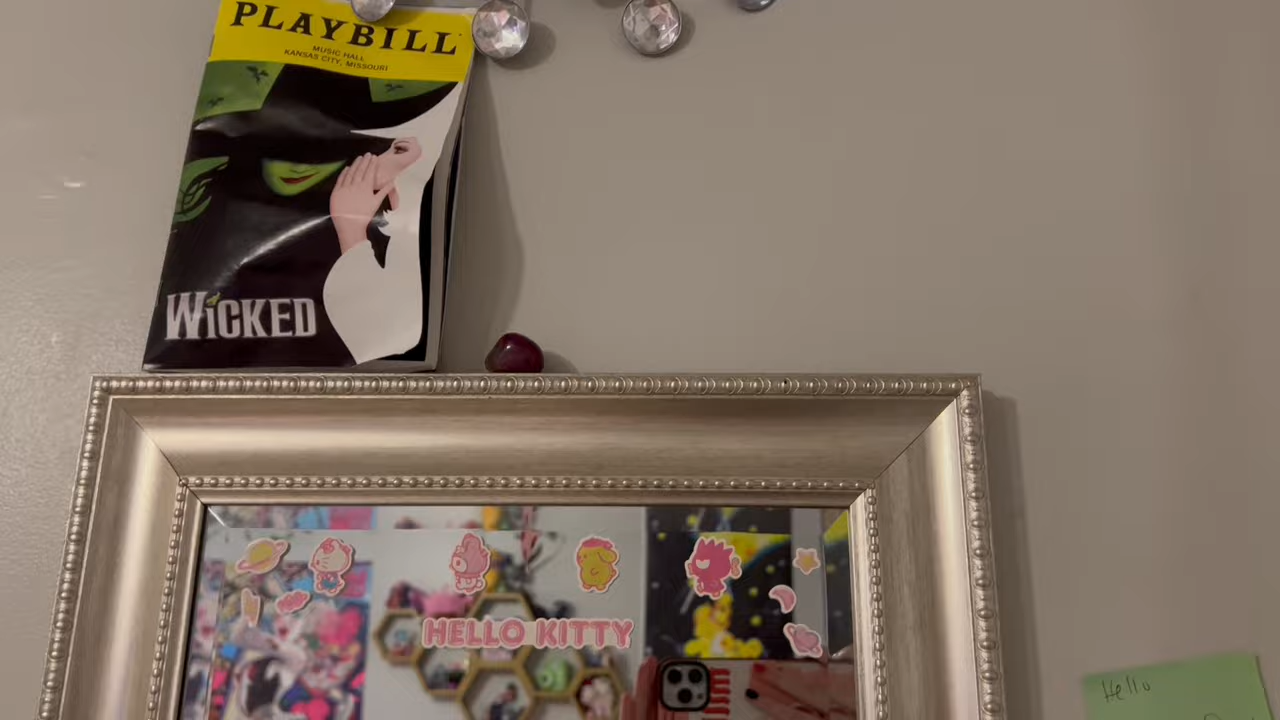 PLAYBILL
MUSIC HALL
KANSAS CITY, MISSOURI
WICKED
HELLO KITTY
Hello